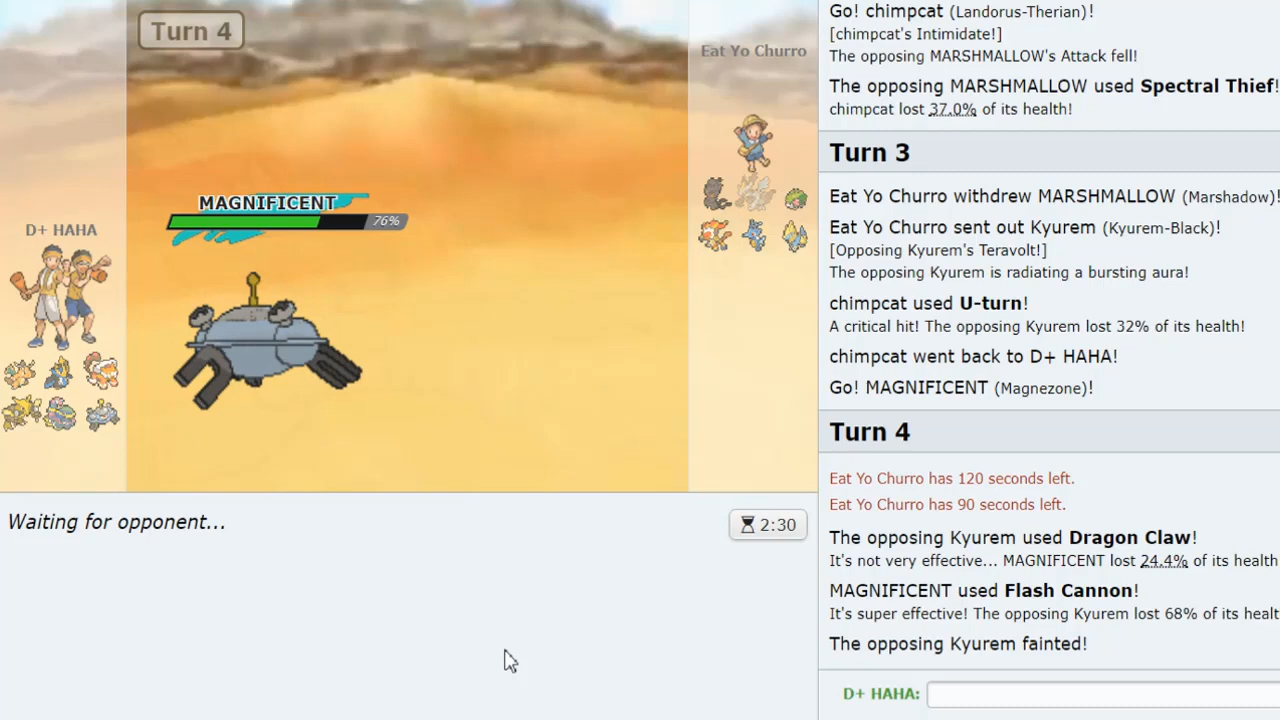 Turn 4
Eat Yo Churro
MAGNIFICENT
76%
D+ HAHA
Waiting for opponent...
2:30
Go! chimpcat (Landorus-Therian)!
[chimpcat's Intimidate!]
The opposing MARSHMALLOW's Attack fell!
The opposing MARSHMALLOW used Spectral Thief!
chimpcat lost 37.0% of its health!
Turn 3
Eat Yo Churro withdrew MARSHMALLOW (Marshadow)!
Eat Yo Churro sent out Kyurem (Kyurem-Black)!
[Opposing Kyurem's Teravolt!]
The opposing Kyurem is radiating a bursting aura!
chimpcat used U-turn!
A critical hit! The opposing Kyurem lost 32% of its health!
chimpcat went back to D+ HAHA!
Go! MAGNIFICENT (Magnezone)!
Turn 4
Eat Yo Churro has 120 seconds left.
Eat Yo Churro has 90 seconds left.
The opposing Kyurem used Dragon Claw!
It's not very effective... MAGNIFICENT lost 24.4% of its health
MAGNIFICENT used Flash Cannon!
It's super effective! The opposing Kyurem lost 68% of its healt
The opposing Kyurem fainted!
D+ HAHA: